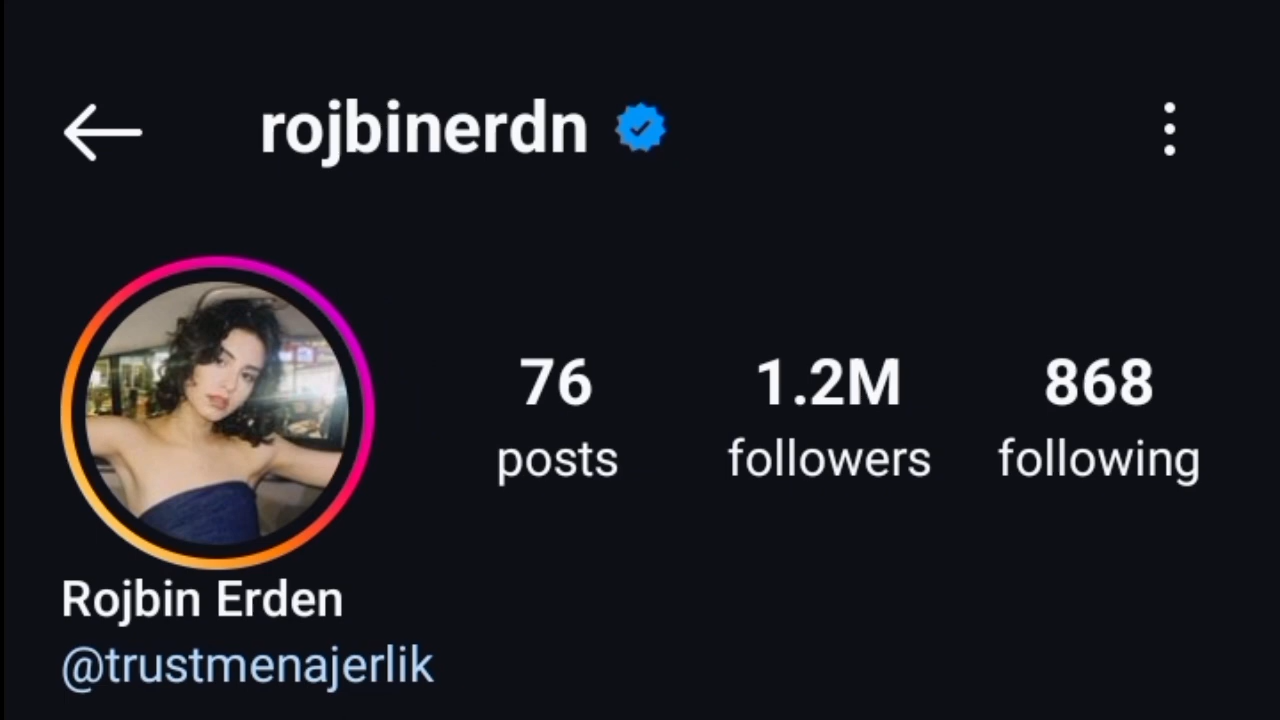 rojbinerdn
76 1.2M 868
posts followers following
Rojbin Erden
@trustmenajerlik